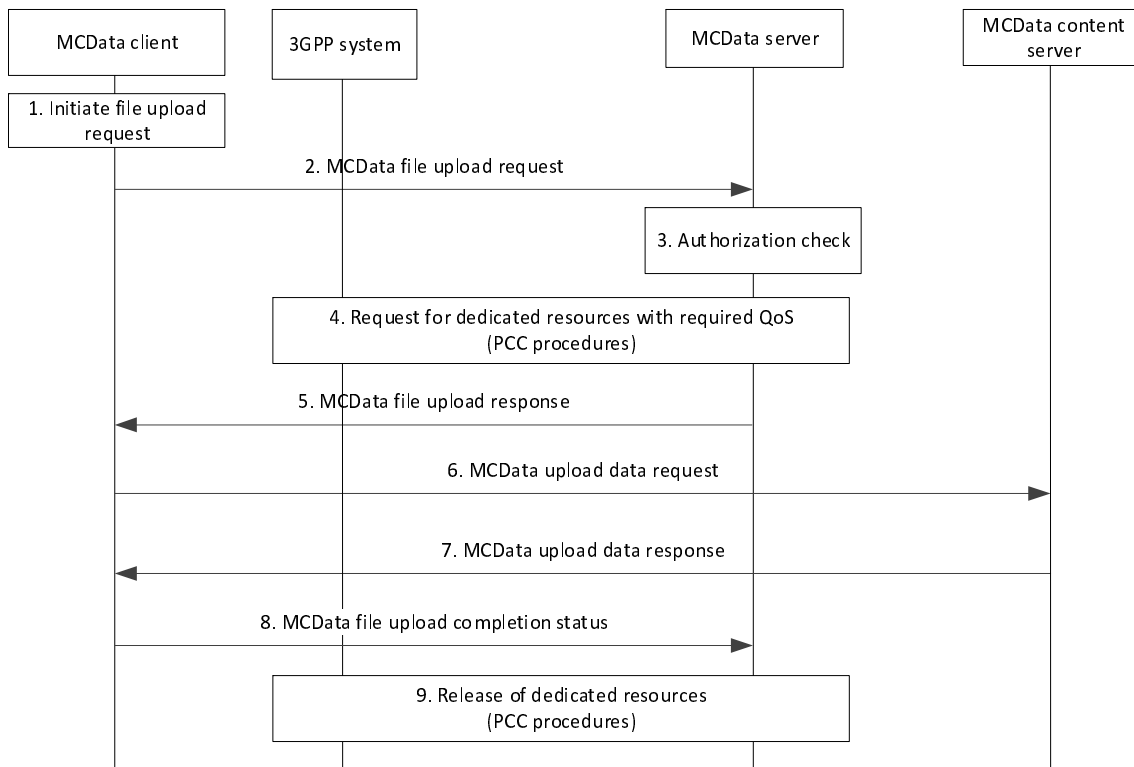 MCData client
3GPP system
MCData server
MCData content
server
1. Initiate file upload
request
2. MCData file upload request
3. Authorization check
4. Request for dedicated resources with required QoS
(PCC procedures)
5. MCData file upload response
6. MCData upload data request
7. MCData upload data response
8. MCData file upload completion status
9. Release of dedicated resources
(PCC procedures)